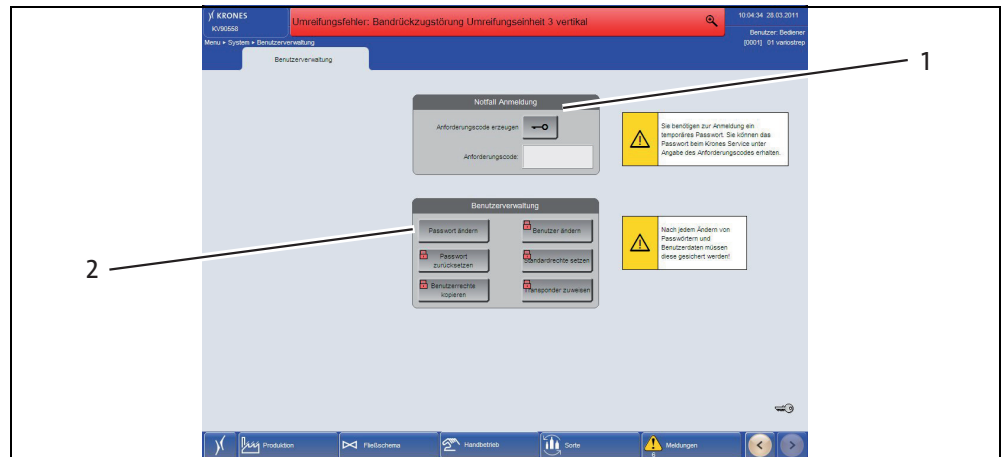 KRONES
KV90558
Umreifungsfehler: Bandrückzugstörung Umreifungseinheit 3 vertikal
10:04:34 28.03.2011
Benutzer: Bediener
Menu ▸ System ▸ Benutzerverwaltung
[0001] 01 variostrep
Benutzerverwaltung
1
Notfall Anmeldung
Anforderungscode erzeugen
Anforderungscode:
Sie benötigen zur Anmeldung ein
temporäres Passwort. Sie können das
Passwort beim Krones Service unter
Angabe des Anforderungscodes erhalten.
Benutzerverwaltung
Passwort ändern
Benutzer ändern
Passwort
zurücksetzen
Standardrechte setzen
Benutzerrechte
kopieren
Transponder zuweisen
Nach jedem Ändern von
Passwörtern und
Benutzerdaten müssen
diese gesichert werden!
2
Produktion
Fließschema
Handbetrieb
Sorte
Meldungen
6